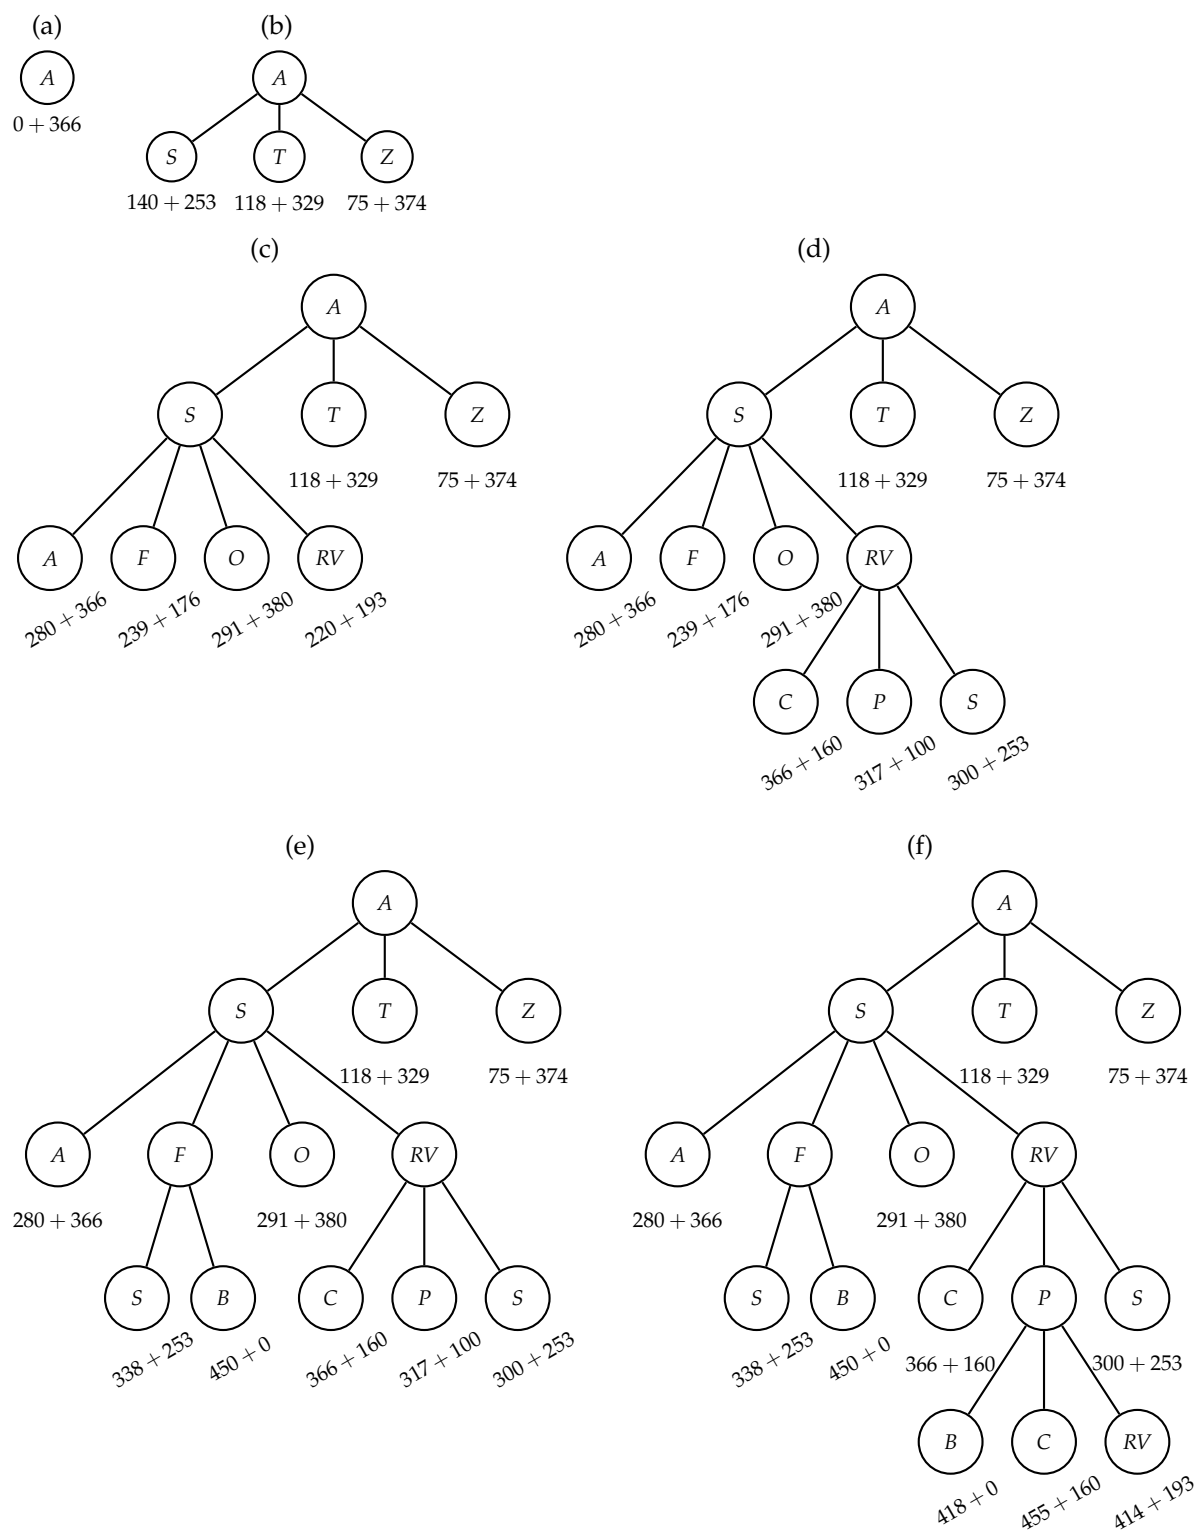 (a) (b)
A A
0 + 366
S T Z
140 + 253 118 + 329 75 + 374
(c)
A
S T Z
118 + 329 75 + 374
A F O RV
280 + 366 239 + 176 291 + 380 220 + 193
(d)
A
S T Z
118 + 329 75 + 374
A F O RV
280 + 366 239 + 176 291 + 380
C P S
366 + 160 317 + 100 300 + 253
(e)
A
S T Z
118 + 329 75 + 374
A F O RV
280 + 366 291 + 380
S B C P S
338 + 253 450 + 0 366 + 160 317 + 100 300 + 253
(f)
A
S T Z
118 + 329 75 + 374
A F O RV
280 + 366 291 + 380
S B C P S
338 + 253 450 + 0 366 + 160 300 + 253
B C RV
418 + 0 455 + 160 414 + 193